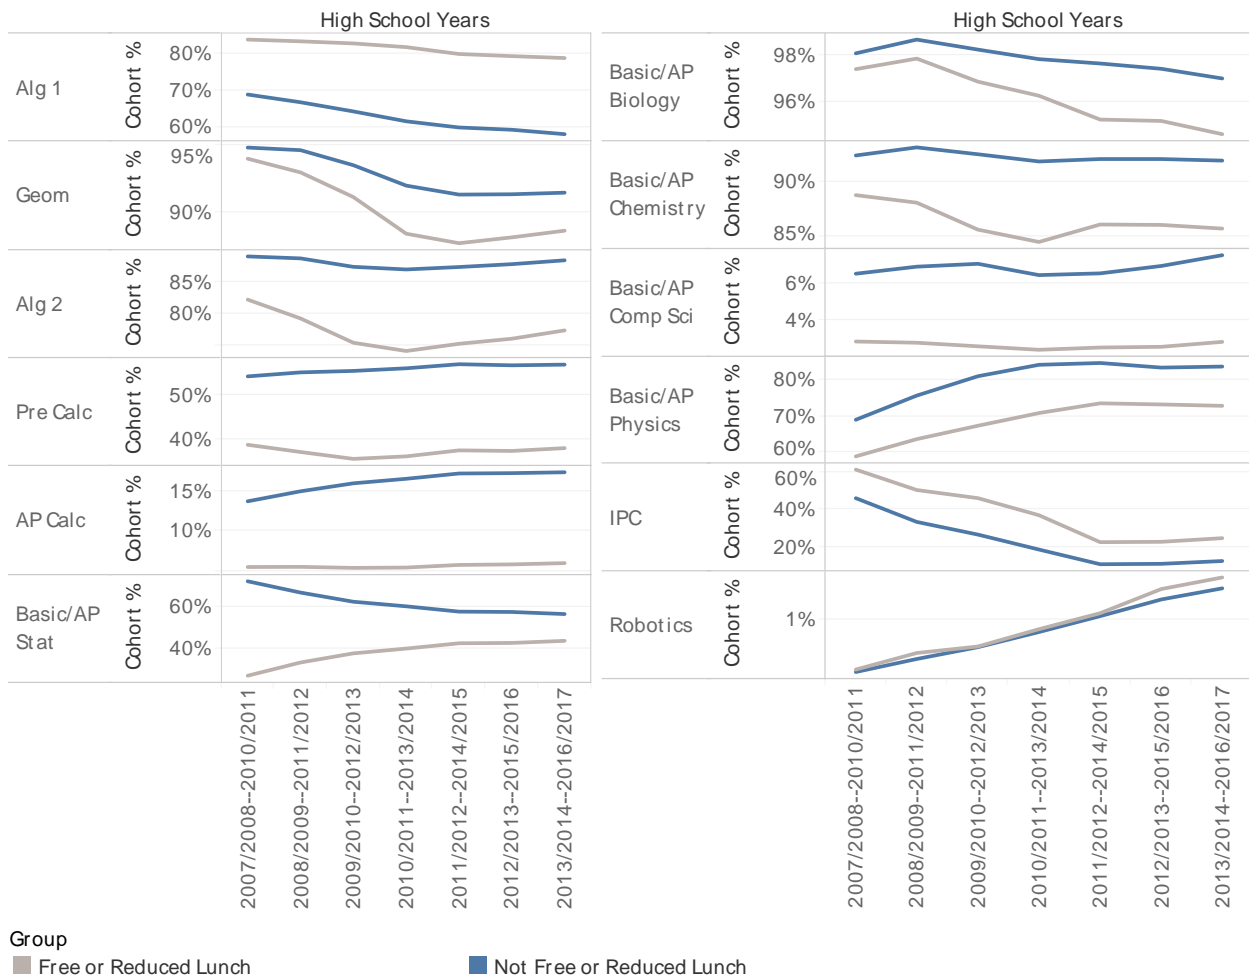 High School Years
Alg 1
Cohort %
80%
70%
60%
Geom
Cohort %
95%
90%
Alg 2
Cohort %
85%
80%
Pre Calc
Cohort %
50%
40%
AP Calc
Cohort %
15%
10%
Basic/AP
Stat
Cohort %
60%
40%
2007/2008--2010/2011
2008/2009--2011/2012
2009/2010--2012/2013
2010/2011--2013/2014
2011/2012--2014/2015
2012/2013--2015/2016
2013/2014--2016/2017
High School Years
Basic/AP
Biology
Cohort %
98%
96%
Basic/AP
Chemistry
Cohort %
90%
85%
Basic/AP
Comp Sci
Cohort %
6%
4%
Basic/AP
Physics
Cohort %
80%
70%
60%
IPC
Cohort %
60%
40%
20%
Robotics
Cohort %
1%
2007/2008--2010/2011
2008/2009--2011/2012
2009/2010--2012/2013
2010/2011--2013/2014
2011/2012--2014/2015
2012/2013--2015/2016
2013/2014--2016/2017
Group
Free or Reduced Lunch
Not Free or Reduced Lunch